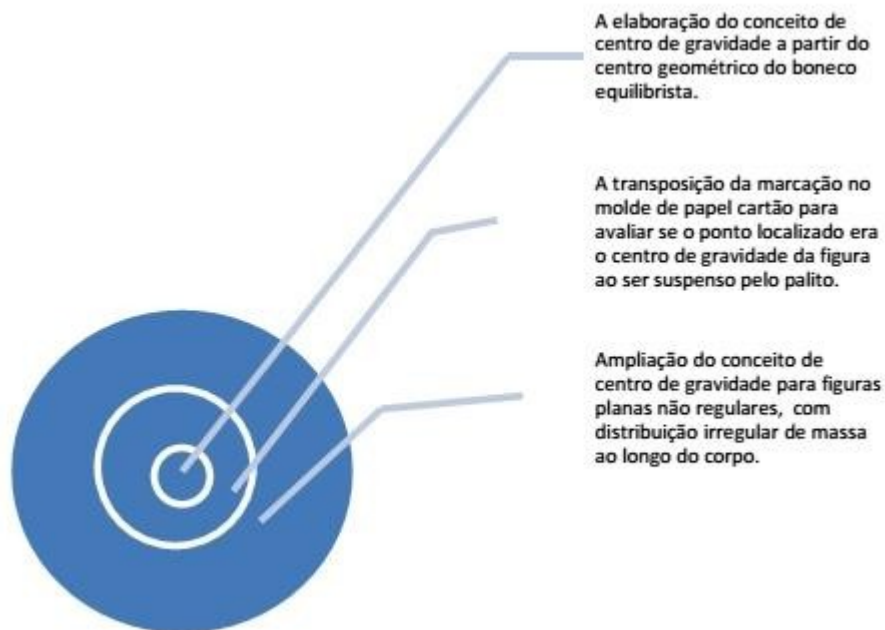 A elaboração do conceito de
centro de gravidade a partir do
centro geométrico do boneco
equilibrista.
A transposição da marcação no
molde de papel cartão para
avaliar se o ponto localizado era
o centro de gravidade da figura
ao ser suspenso pelo palito.
Ampliação do conceito de
centro de gravidade para figuras
planas não regulares, com
distribuição irregular de massa
ao longo do corpo.